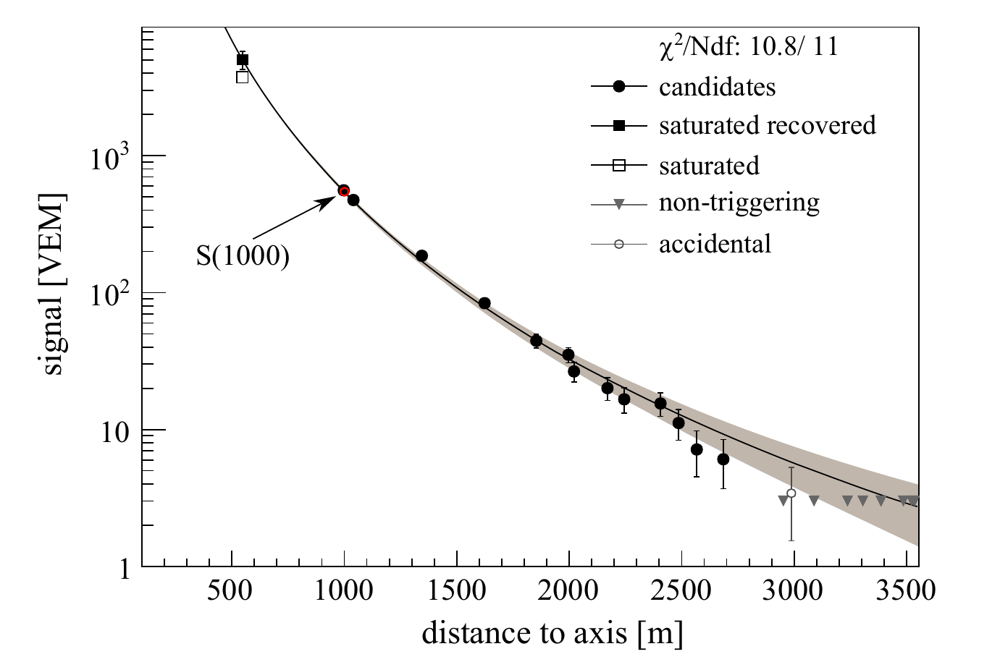 χ²/Ndf: 10.8/ 11
candidates
saturated recovered
saturated
non-triggering
accidental
S(1000)
signal [VEM]
10³
10²
10
1
500 1000 1500 2000 2500 3000 3500
distance to axis [m]